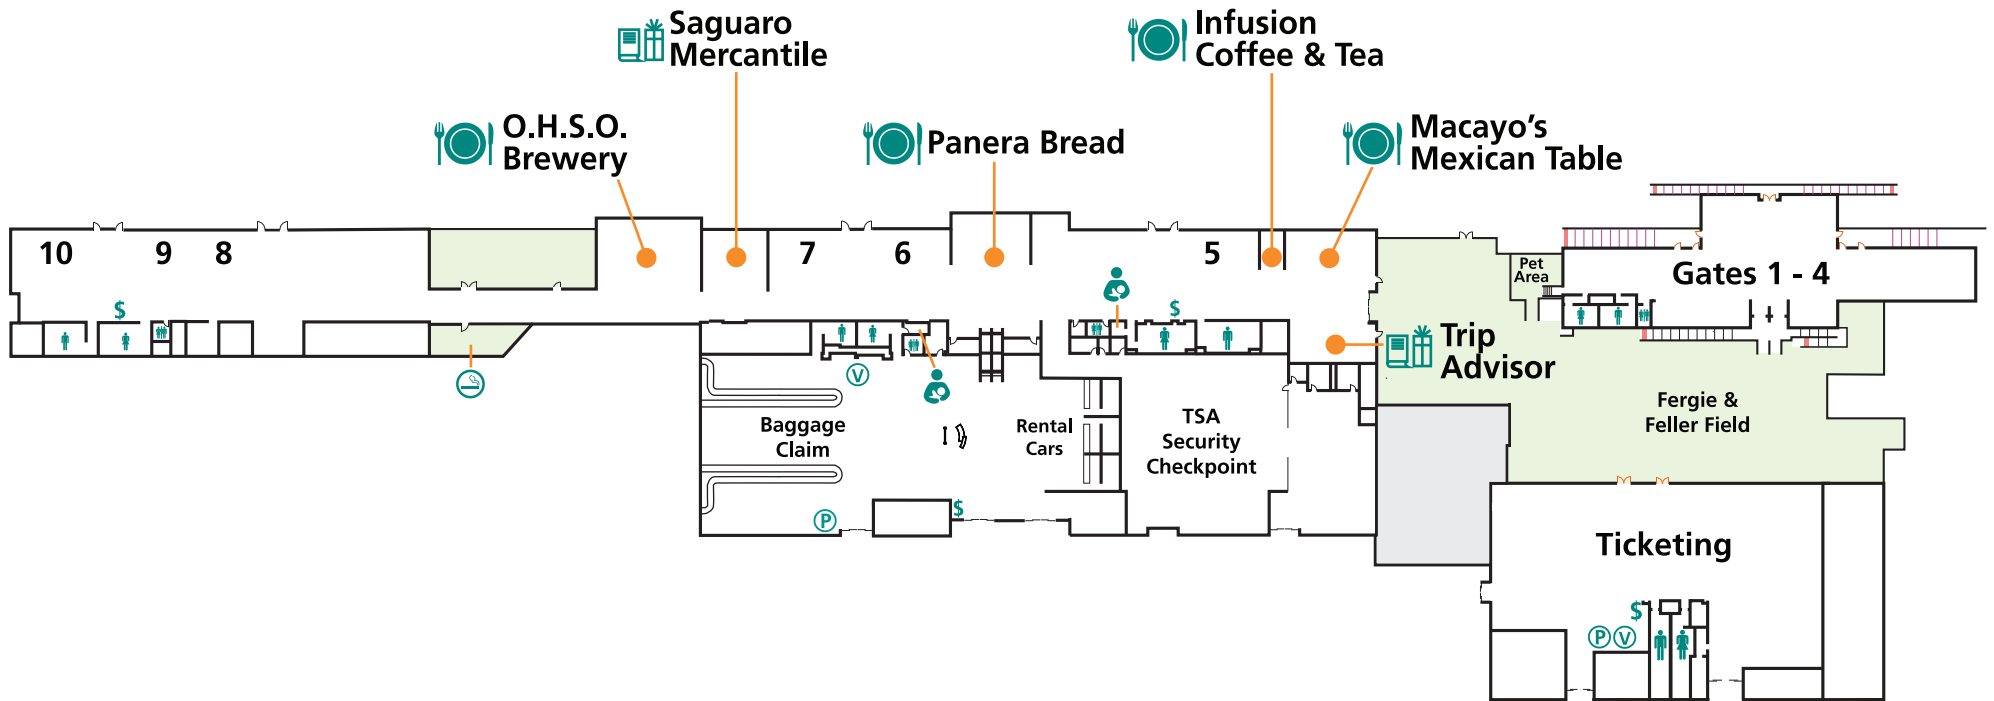 Saguaro
Mercantile
Infusion
Coffee & Tea
O.H.S.O.
Brewery
Panera Bread
Macayo's
Mexican Table
10
9
8
7
6
5
Pet
Area
Gates 1 - 4
$
$
Trip
Advisor
V
Baggage
Claim
Rental
Cars
TSA
Security
Checkpoint
Fergie &
Feller Field
P
$
Ticketing
$
P V